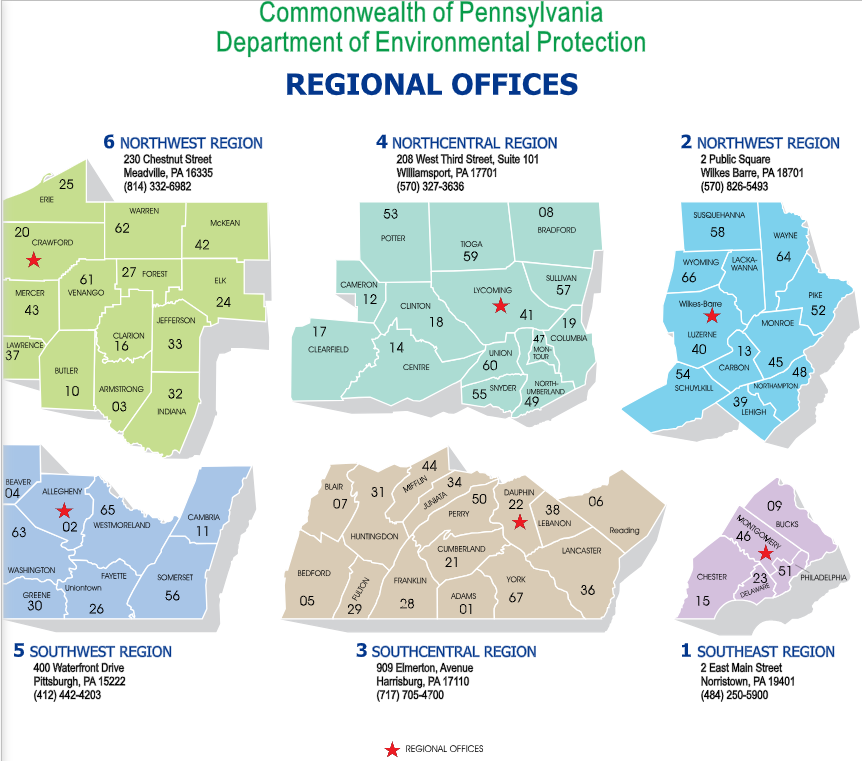 Commonwealth of Pennsylvania
Department of Environmental Protection
REGIONAL OFFICES
6 NORTHWEST REGION
230 Chestnut Street
Meadville, PA 16335
(814) 332-6982
25
ERIE
WARREN
62
McKEAN
42
20
CRAWFORD
61
VENANGO
27 FOREST
ELK
24
MERCER
43
JEFFERSON
33
CLARION
16
LAWRENCE
37
BUTLER
10
ARMSTRONG
03
32
INDIANA
4 NORTHCENTRAL REGION
208 West Third Street, Suite 101
Williamsport, PA 17701
(570) 327-3636
53
POTTER
TIOGA
59
08
BRADFORD
CAMERON
12
CLINTON
18
LYCOMING
41
SULLIVAN
57
17
CLEARFIELD
14
CENTRE
19
COLUMBIA
47
MON-
TOUR
UNION
60
55
SNYDER
NORTH-
UMBERLAND
49
2 NORTHWEST REGION
2 Public Square
Wilkes Barre, PA 18701
(570) 826-5493
SUSQUEHANNA
58
WAYNE
64
WYOMING
66
LACKA-
WANNA
PIKE
52
Wilkes-Barre
LUZERNE
40
MONROE
45
13
CARBON
54
SCHUYLKILL
48
NORTHAMPTON
39
LEHIGH
BEAVER
04
ALLEGHENY
02
65
WESTMORELAND
CAMBRIA
11
63
WASHINGTON
FAYETTE
Uniontown
26
SOMERSET
56
GREENE
30
5 SOUTHWEST REGION
400 Waterfront Drive
Pittsburgh, PA 15222
(412) 442-4203
BLAIR
07
31
HUNTINGDON
44
MIFFLIN
34
JUNIATA
50
PERRY
DAUPHIN
22
38
LEBANON
06
Reading
CUMBERLAND
21
LANCASTER
36
BEDFORD
05
FULTON
29
FRANKLIN
28
ADAMS
01
YORK
67
3 SOUTHCENTRAL REGION
909 Elmerton, Avenue
Harrisburg, PA 17110
(717) 705-4700
09
BUCKS
MONTGOMERY
46
CHESTER
15
23
DELAWARE
51
PHILADELPHIA
1 SOUTHEAST REGION
2 East Main Street
Norristown, PA 19401
(484) 250-5900
REGIONAL OFFICES